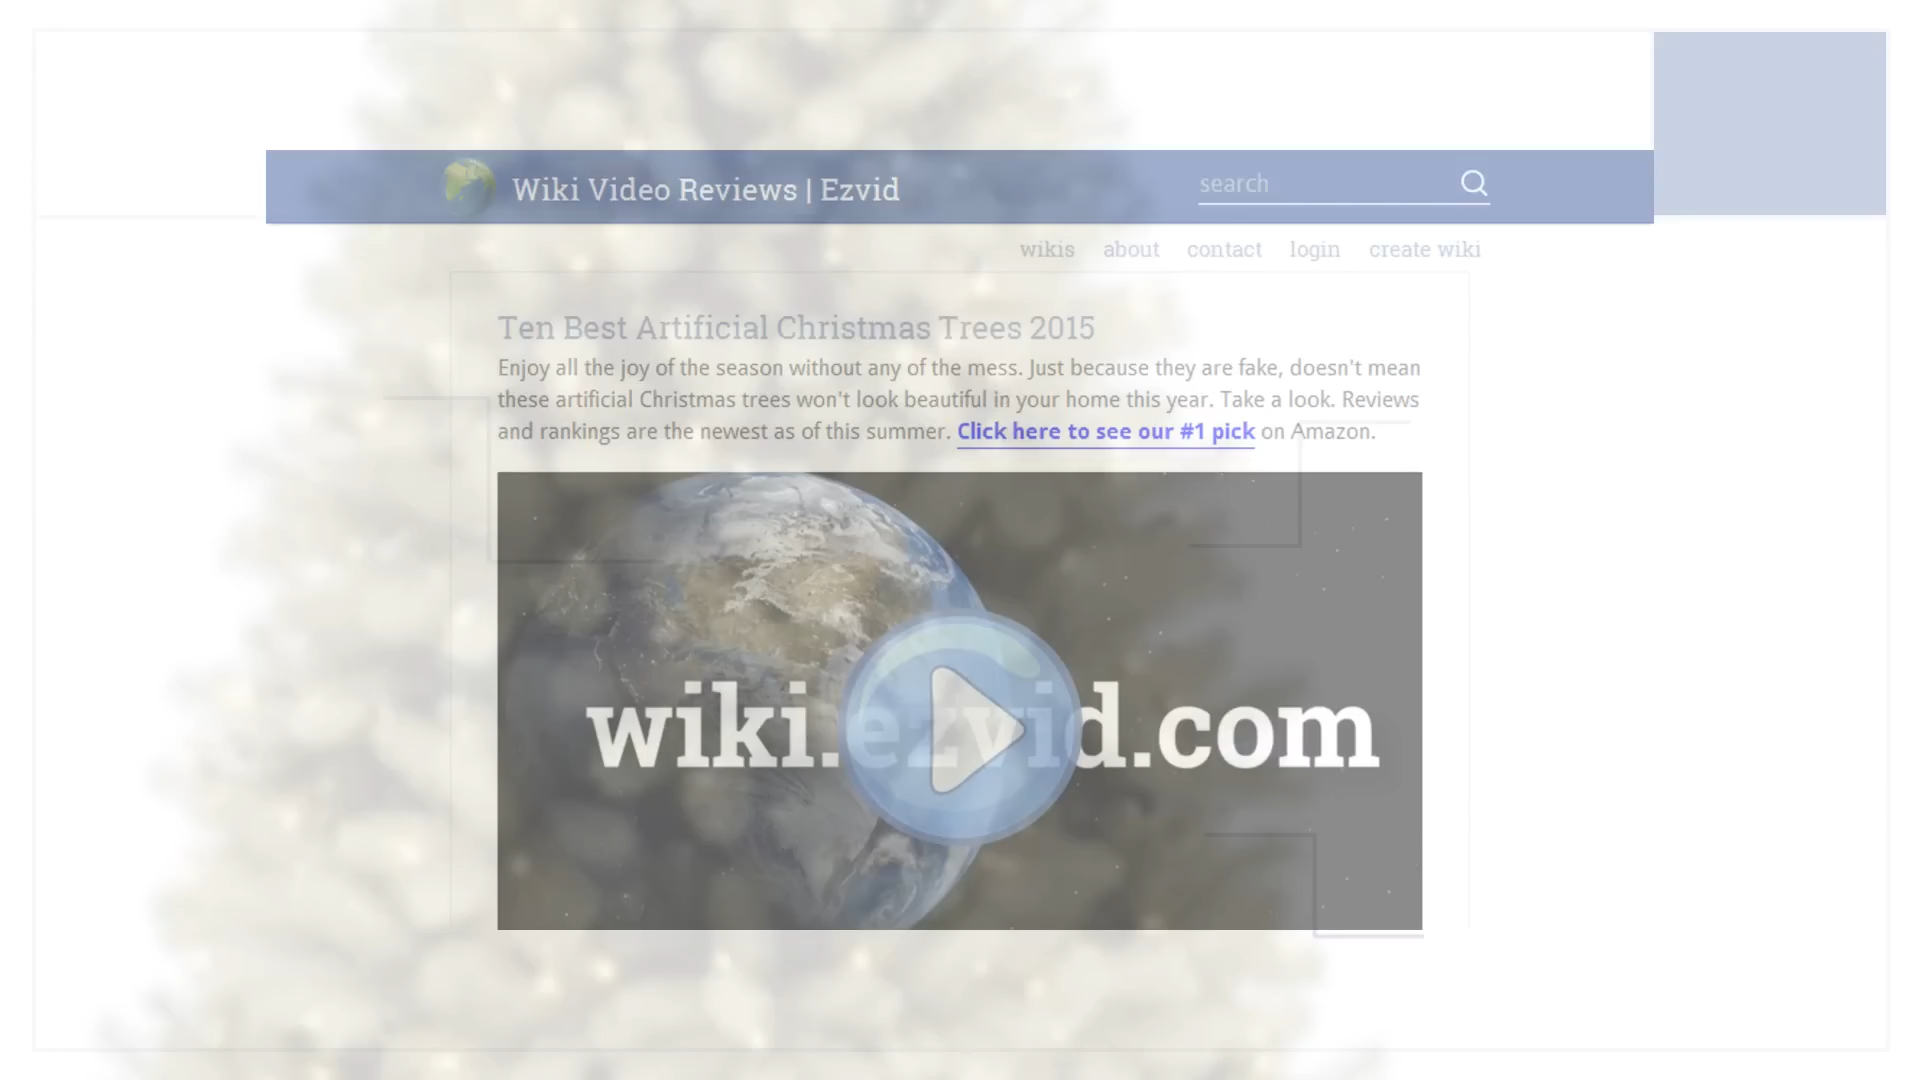 Wiki Video Reviews | Ezvid
search
wikis about contact login create wiki
Ten Best Artificial Christmas Trees 2015
Enjoy all the joy of the season without any of the mess. Just because they are fake, doesn't mean
these artificial Christmas trees won't look beautiful in your home this year. Take a look. Reviews
and rankings are the newest as of this summer. Click here to see our #1 pick on Amazon.
wiki.ezvid.com